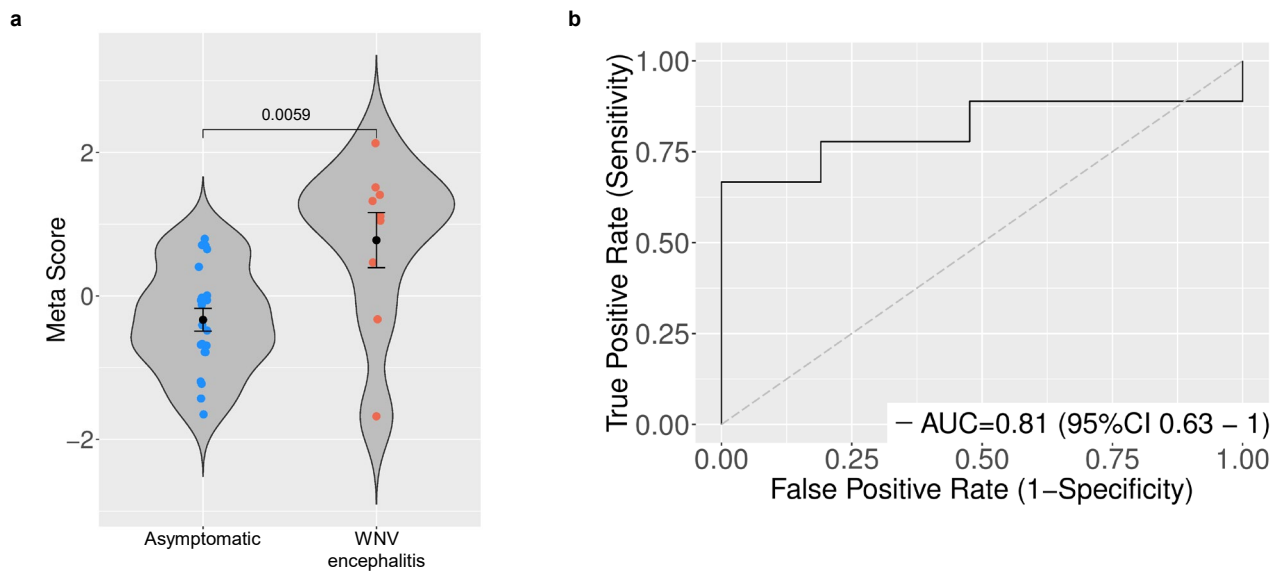 a
0.0059
2
0
−2
Meta Score
Asymptomatic
WNV
encephalitis
b
1.00
0.75
0.50
0.25
0.00
True Positive Rate (Sensitivity)
AUC=0.81 (95%CI 0.63 − 1)
0.00 0.25 0.50 0.75 1.00
False Positive Rate (1−Specificity)